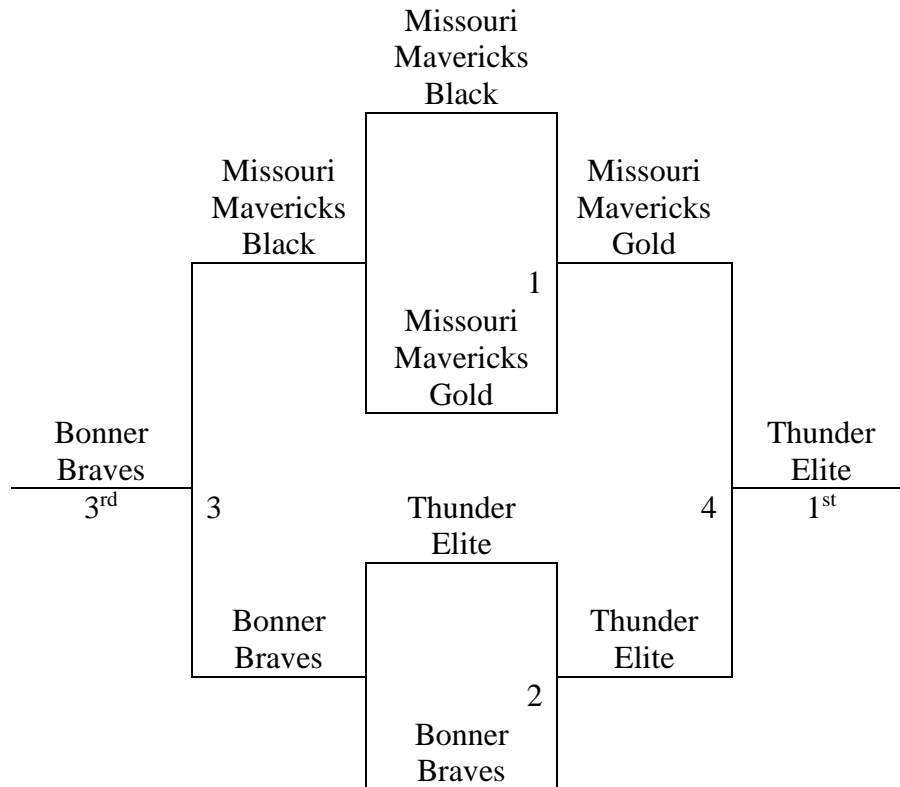 Missouri
Mavericks
Black
Missouri
Mavericks
Black
Missouri
Mavericks
Gold
1
Missouri
Mavericks
Gold
Bonner
Braves
3rd
Thunder
Elite
1st
3
Thunder
Elite
4
Bonner
Braves
Thunder
Elite
2
Bonner
Braves